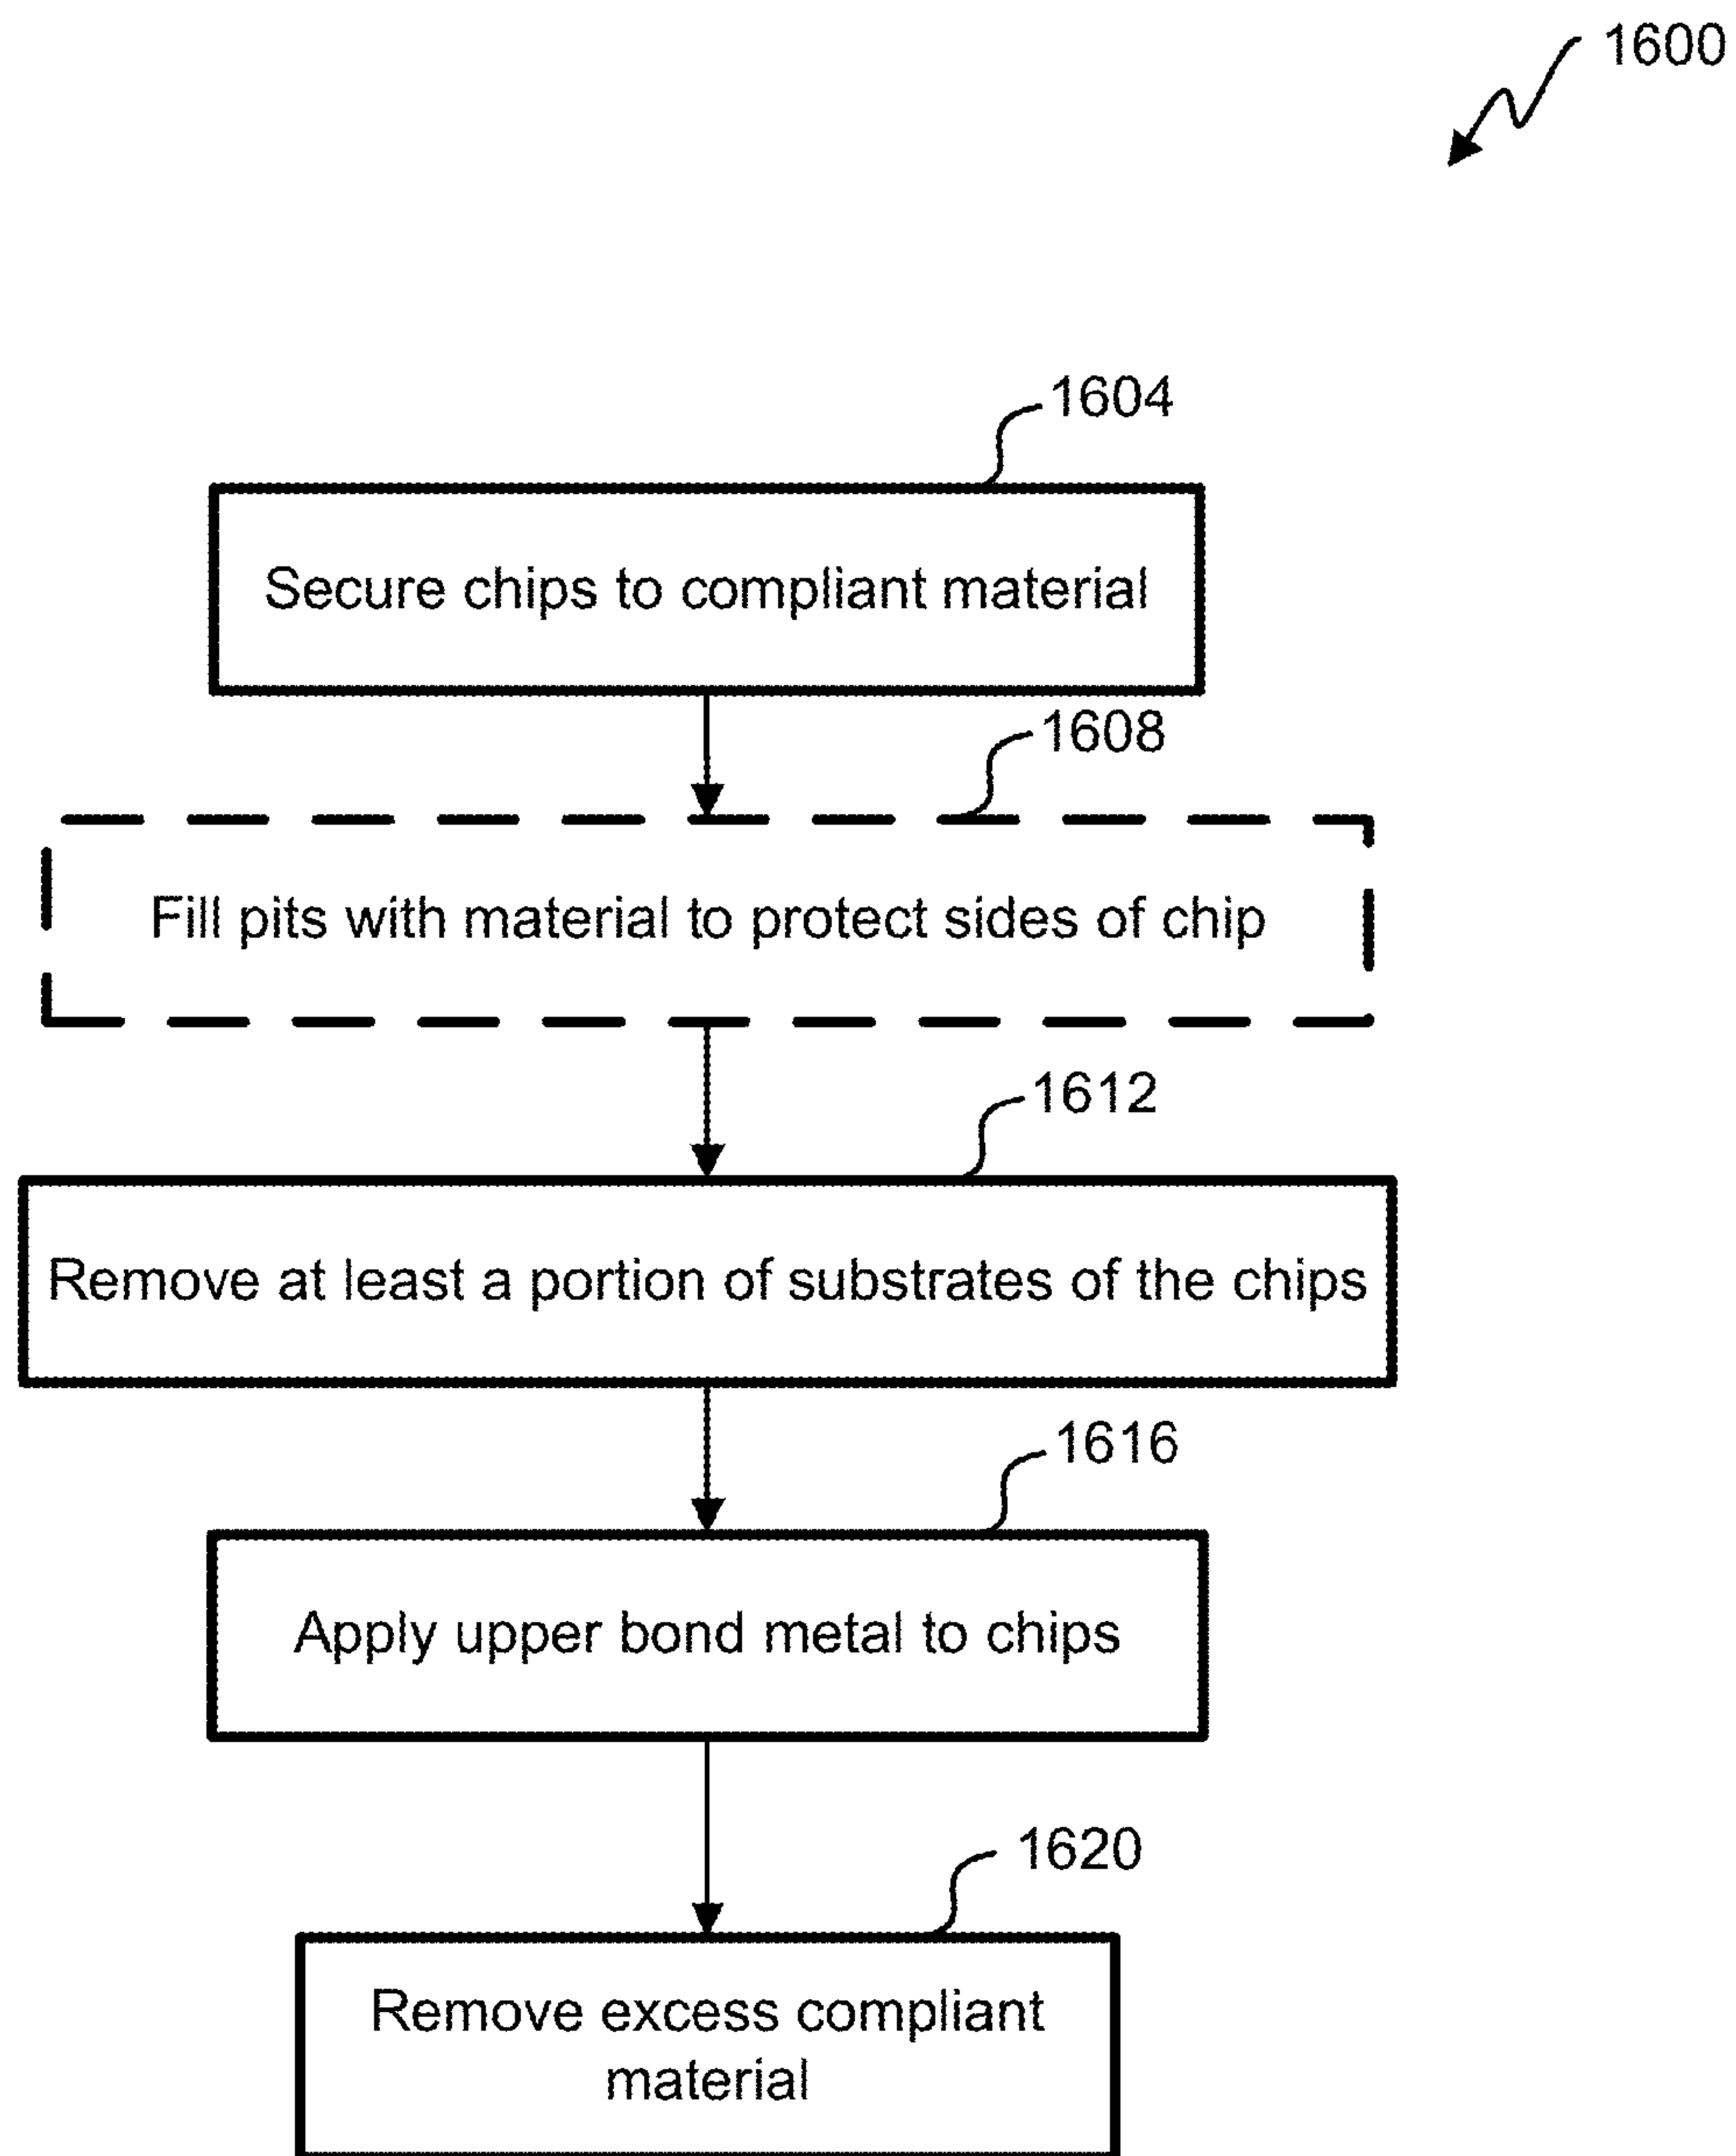 1600
1604
Secure chips to compliant material
1608
Fill pits with material to protect sides of chip
1612
Remove at least a portion of substrates of the chips
1616
Apply upper bond metal to chips
1620
Remove excess compliant
material